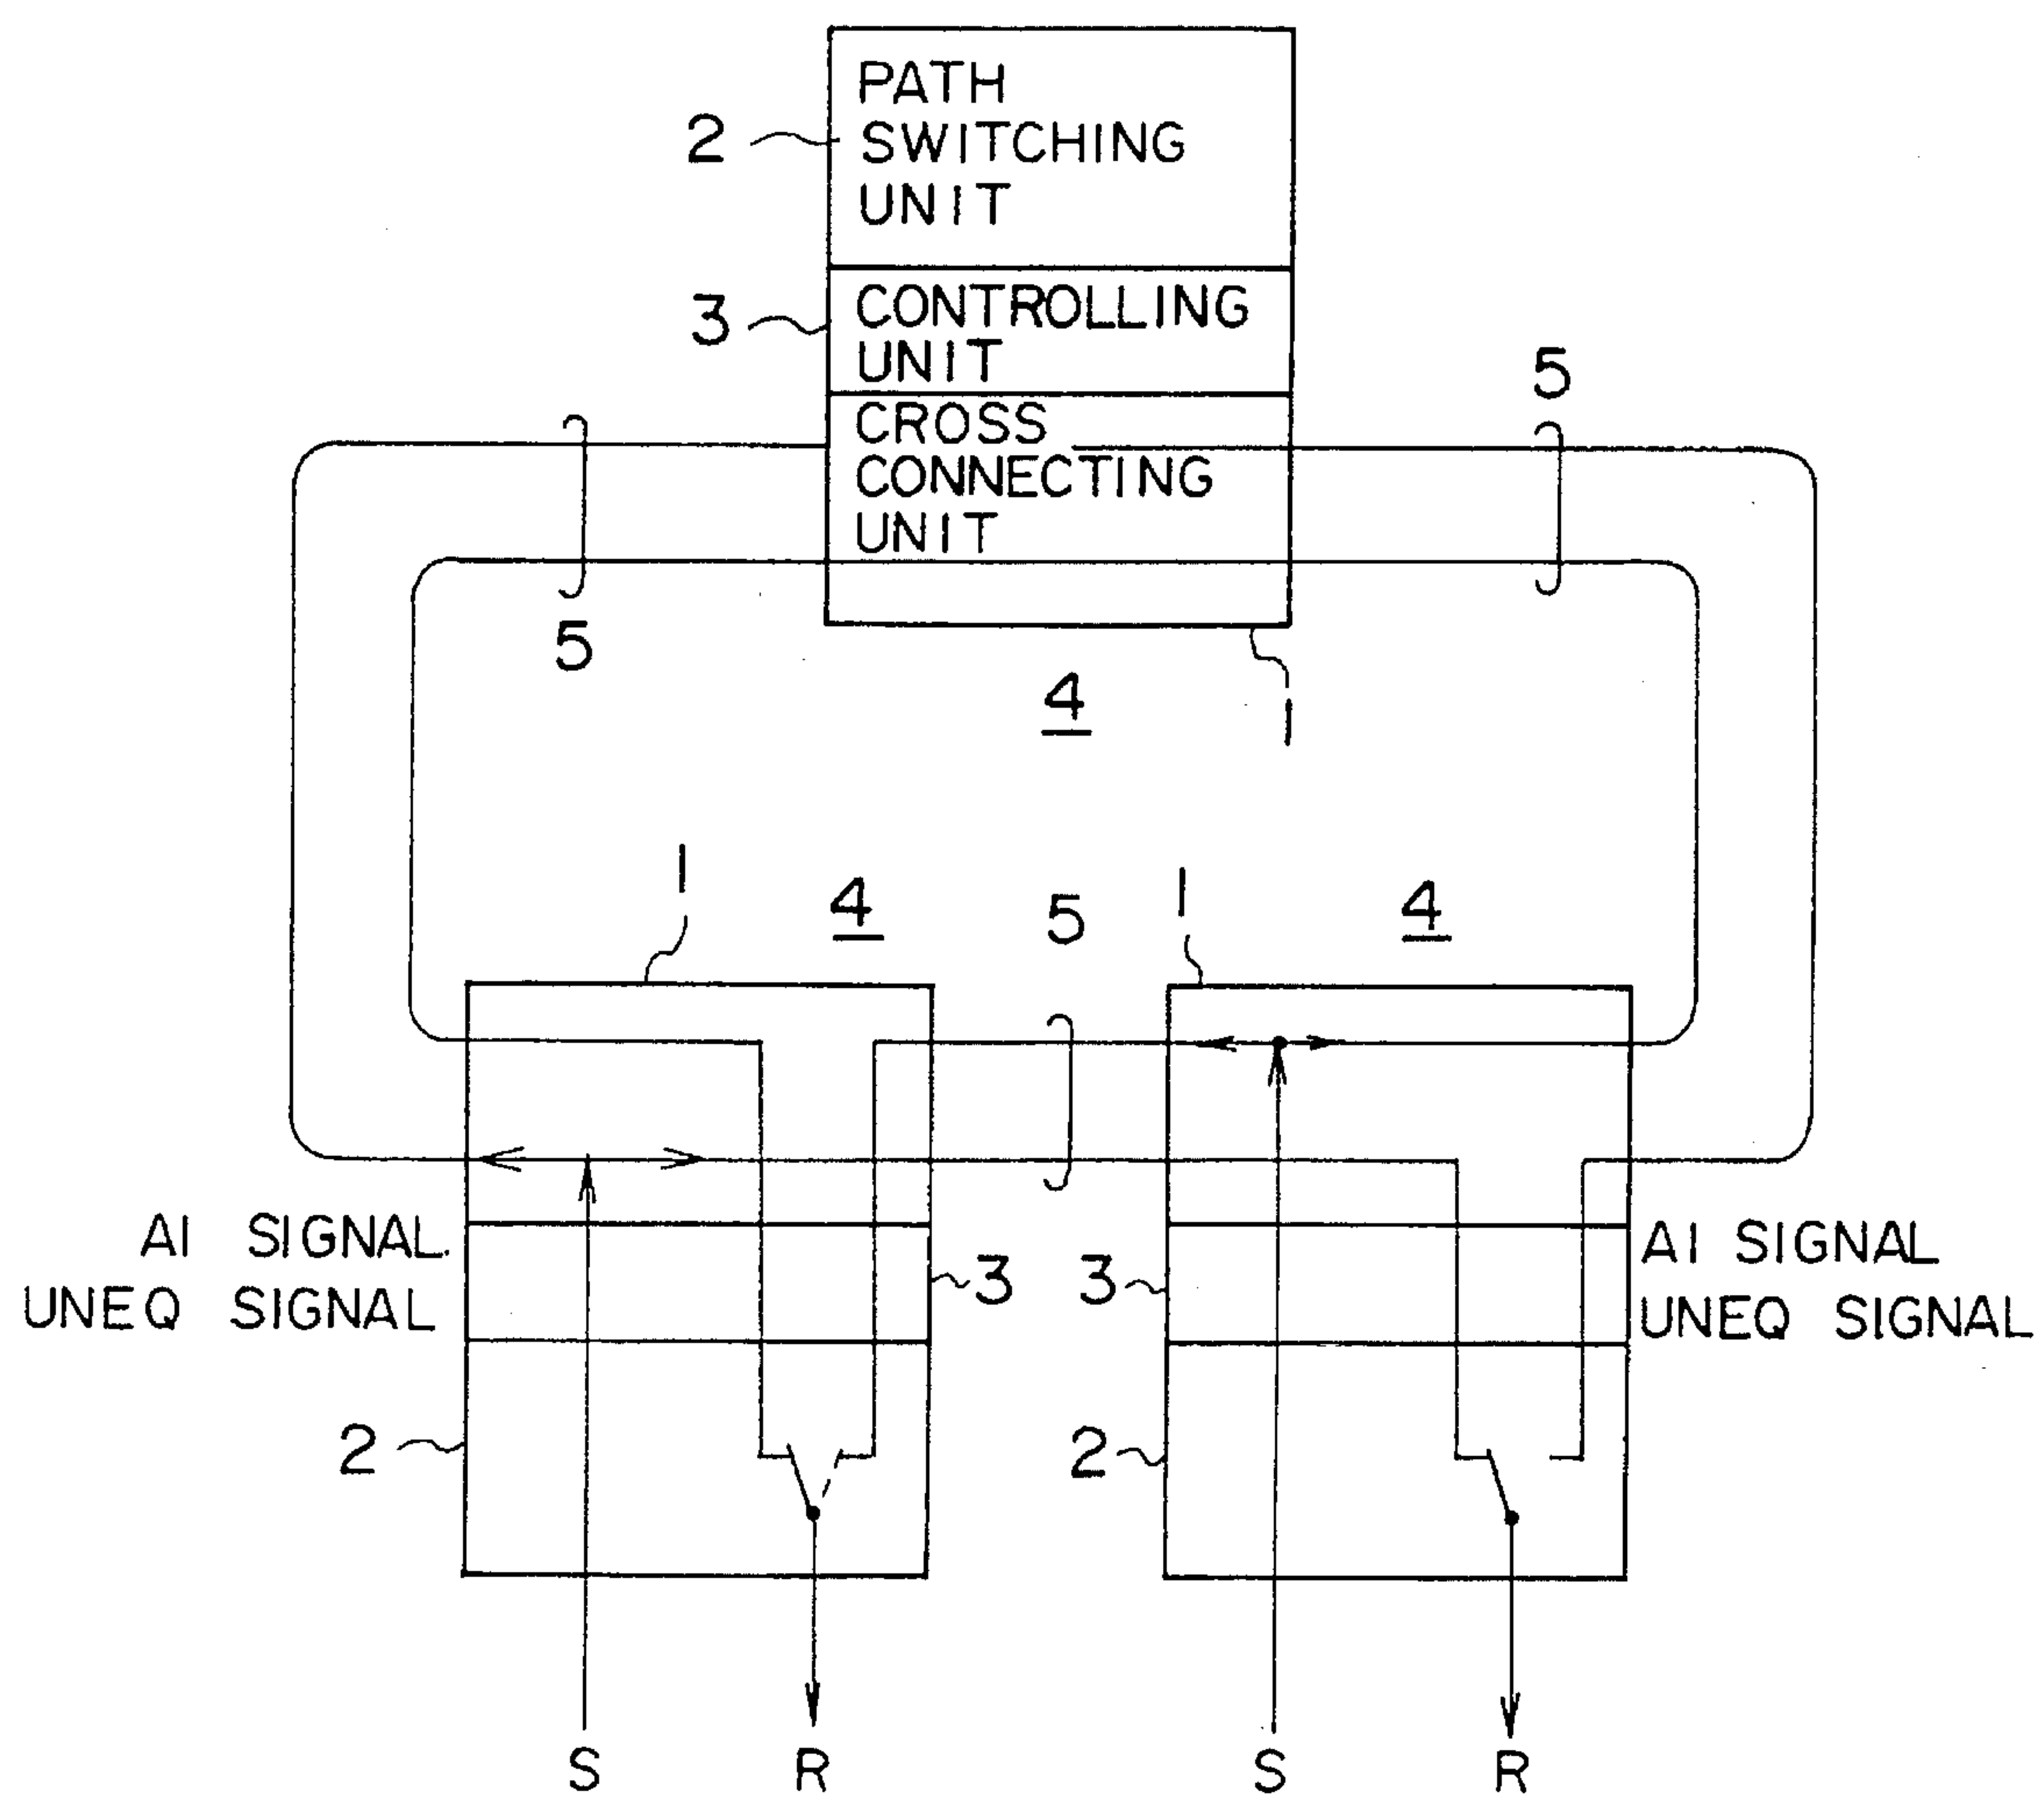 PATH
2 SWITCHING
UNIT
3 CONTROLLING
UNIT
5
CROSS
CONNECTING
UNIT
5
4 1
1 4 5 1 4
AI SIGNAL
UNEQ SIGNAL
3 3
AI SIGNAL
UNEQ SIGNAL
2 2
S R S R